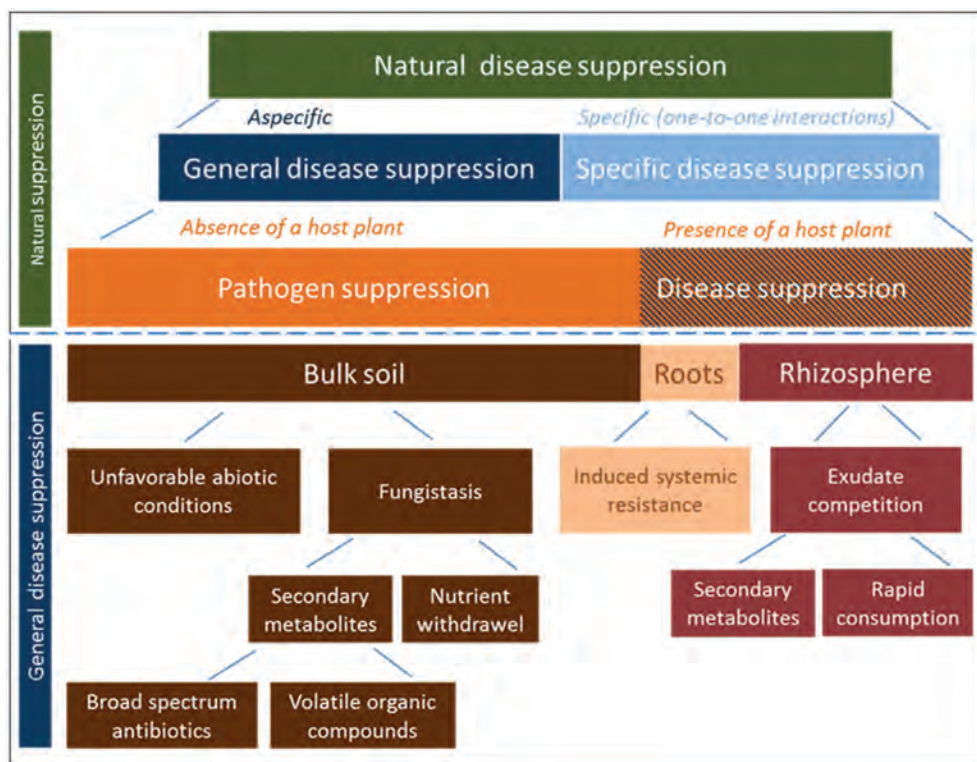 Natural suppression
Natural disease suppression
Aspecific
Specific (one-to-one interactions)
General disease suppression
Specific disease suppression
Absence of a host plant
Presence of a host plant
Pathogen suppression
Disease suppression
General disease suppression
Bulk soil
Roots
Rhizosphere
Unfavorable abiotic
conditions
Fungistasis
Induced systemic
resistance
Exudate
competition
Secondary
metabolites
Nutrient
withdrawel
Secondary
metabolites
Rapid
consumption
Broad spectrum
antibiotics
Volatile organic
compounds